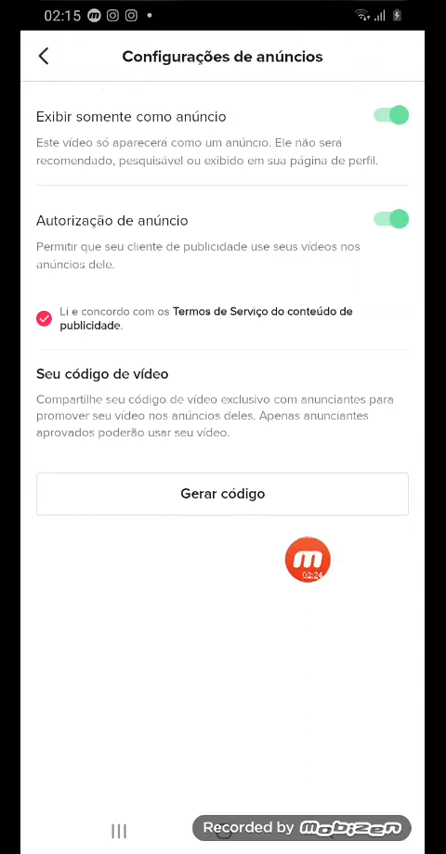 02:15
Configurações de anúncios
Exibir somente como anúncio
Este vídeo só aparecerá como um anúncio. Ele não será
recomendado, pesquisável ou exibido em sua página de perfil.
Autorização de anúncio
Permitir que seu cliente de publicidade use seus vídeos nos
anúncios dele.
Li e concordo com os Termos de Serviço do conteúdo de
publicidade.
Seu código de vídeo
Compartilhe seu código de vídeo exclusivo com anunciantes para
promover seu vídeo nos anúncios deles. Apenas anunciantes
aprovados poderão usar seu vídeo.
Gerar código
m
02:24
Recorded by mobizen